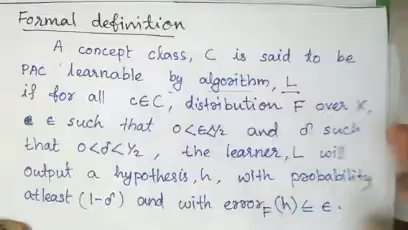 Formal definition
A concept class, C is said to be
PAC learnable by algorithm, L
if for all c∈C, distribution F over X,
ϵ such that 0<ϵ<1/2 and δ such
that 0<δ<1/2, the learner, L will
output a hypothesis, h, with probability
atleast (1-δ) and with error_F(h) ≤ ϵ.